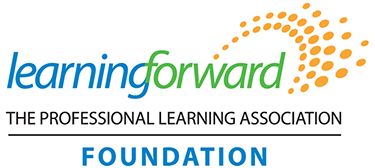 learningforward
THE PROFESSIONAL LEARNING ASSOCIATION
FOUNDATION